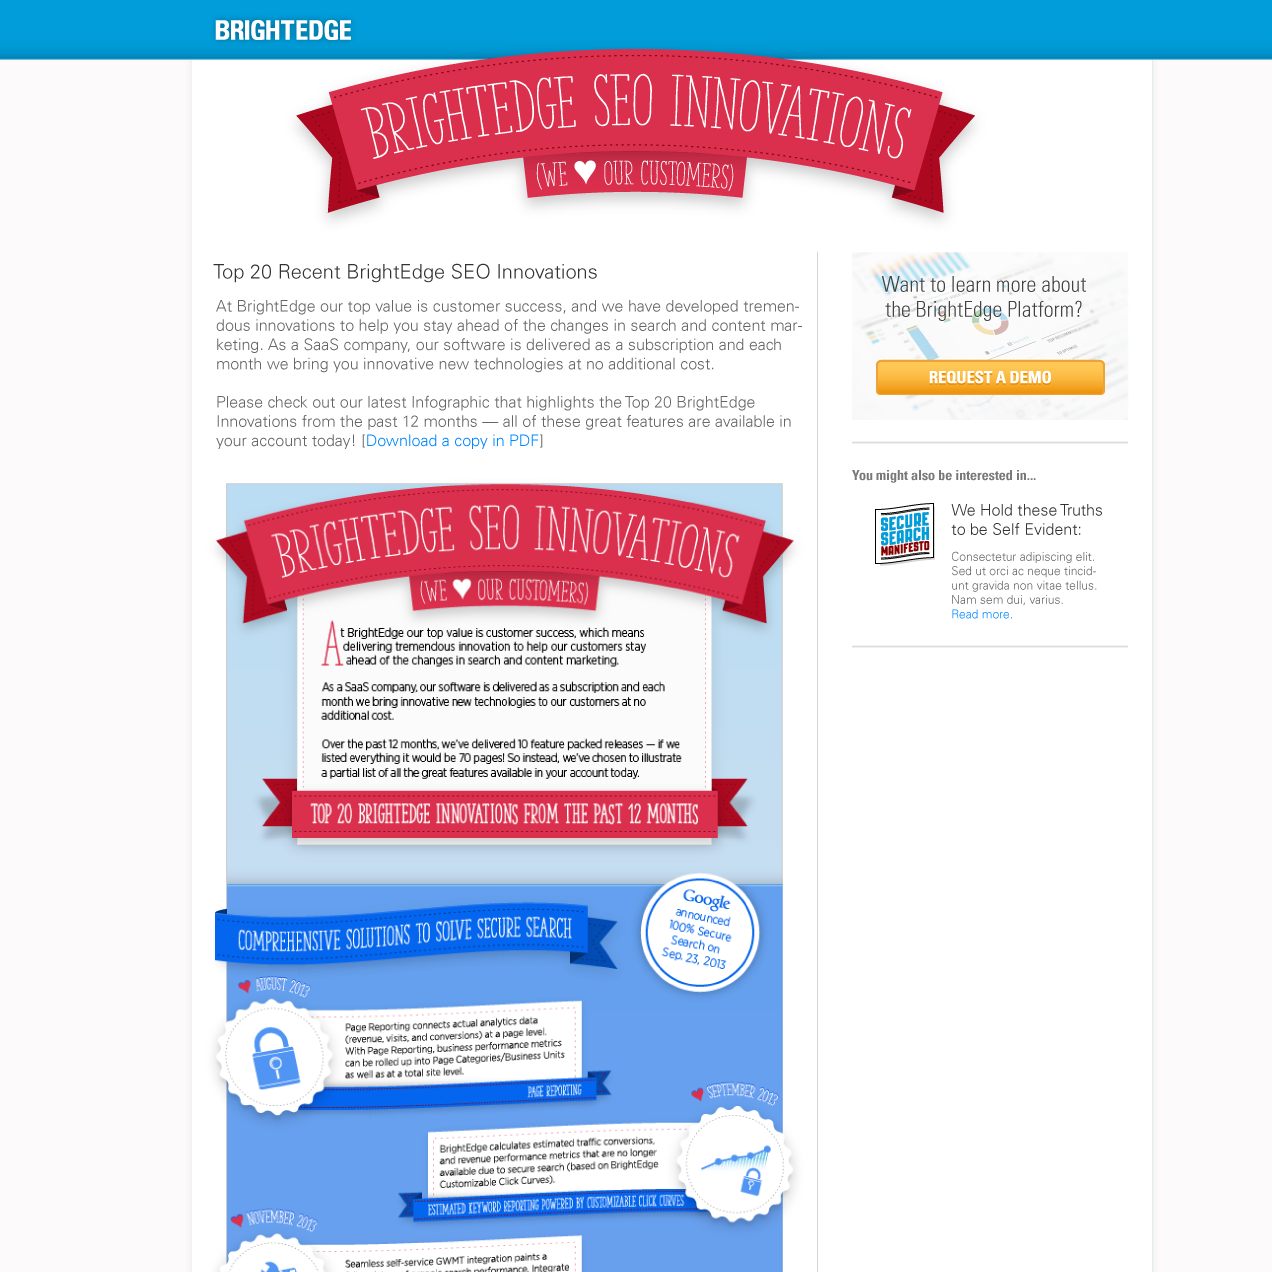 BRIGHTEDGE
BRIGHTEDGE SEO INNOVATIONS
(WE ♥ OUR CUSTOMERS)
Top 20 Recent BrightEdge SEO Innovations
At BrightEdge our top value is customer success, and we have developed tremen-
dous innovations to help you stay ahead of the changes in search and content mar-
keting. As a SaaS company, our software is delivered as a subscription and each
month we bring you innovative new technologies at no additional cost.
Please check out our latest Infographic that highlights the Top 20 BrightEdge
Innovations from the past 12 months — all of these great features are available in
your account today! [Download a copy in PDF]
BRIGHTEDGE SEO INNOVATIONS
(WE ♥ OUR CUSTOMERS)
At BrightEdge our top value is customer success, which means
delivering tremendous innovation to help our customers stay
ahead of the changes in search and content marketing.
As a SaaS company, our software is delivered as a subscription and each
month we bring innovative new technologies to our customers at no
additional cost.
Over the past 12 months, we've delivered 10 feature packed releases — if we
listed everything it would be 70 pages! So instead, we've chosen to illustrate
a partial list of all the great features available in your account today.
TOP 20 BRIGHTEDGE INNOVATIONS FROM THE PAST 12 MONTHS
COMPREHENSIVE SOLUTIONS TO SOLVE SECURE SEARCH
Google
announced
100% Secure
Search on
Sep. 23, 2013
AUGUST 2013
Page Reporting connects actual analytics data
(revenue, visits, and conversions) at a page level.
With Page Reporting, business performance metrics
can be rolled up into Page Categories/Business Units
as well as at a total site level.
PAGE REPORTING
SEPTEMBER 2013
BrightEdge calculates estimated traffic conversions,
and revenue performance metrics that are no longer
available due to secure search (based on BrightEdge
Customizable Click Curves).
ESTIMATED KEYWORD REPORTING POWERED BY CUSTOMIZABLE CLICK CURVES
NOVEMBER 2013
Seamless self-service GWMT integration paints a
search performance. Integrate
Want to learn more about
the BrightEdge Platform?
REQUEST A DEMO
You might also be interested in...
SECURE
SEARCH
MANIFESTO
We Hold these Truths
to be Self Evident:
Consectetur adipiscing elit.
Sed ut orci ac neque tincid-
unt gravida non vitae tellus.
Nam sem dui, varius.
Read more.